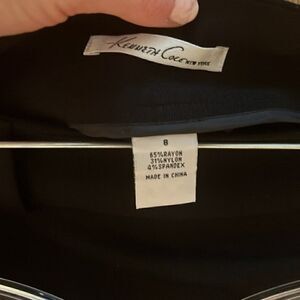 Kenneth Cole NEW YORK
8
65%RAYON
31%NYLON
4%SPANDEX
MADE IN CHINA